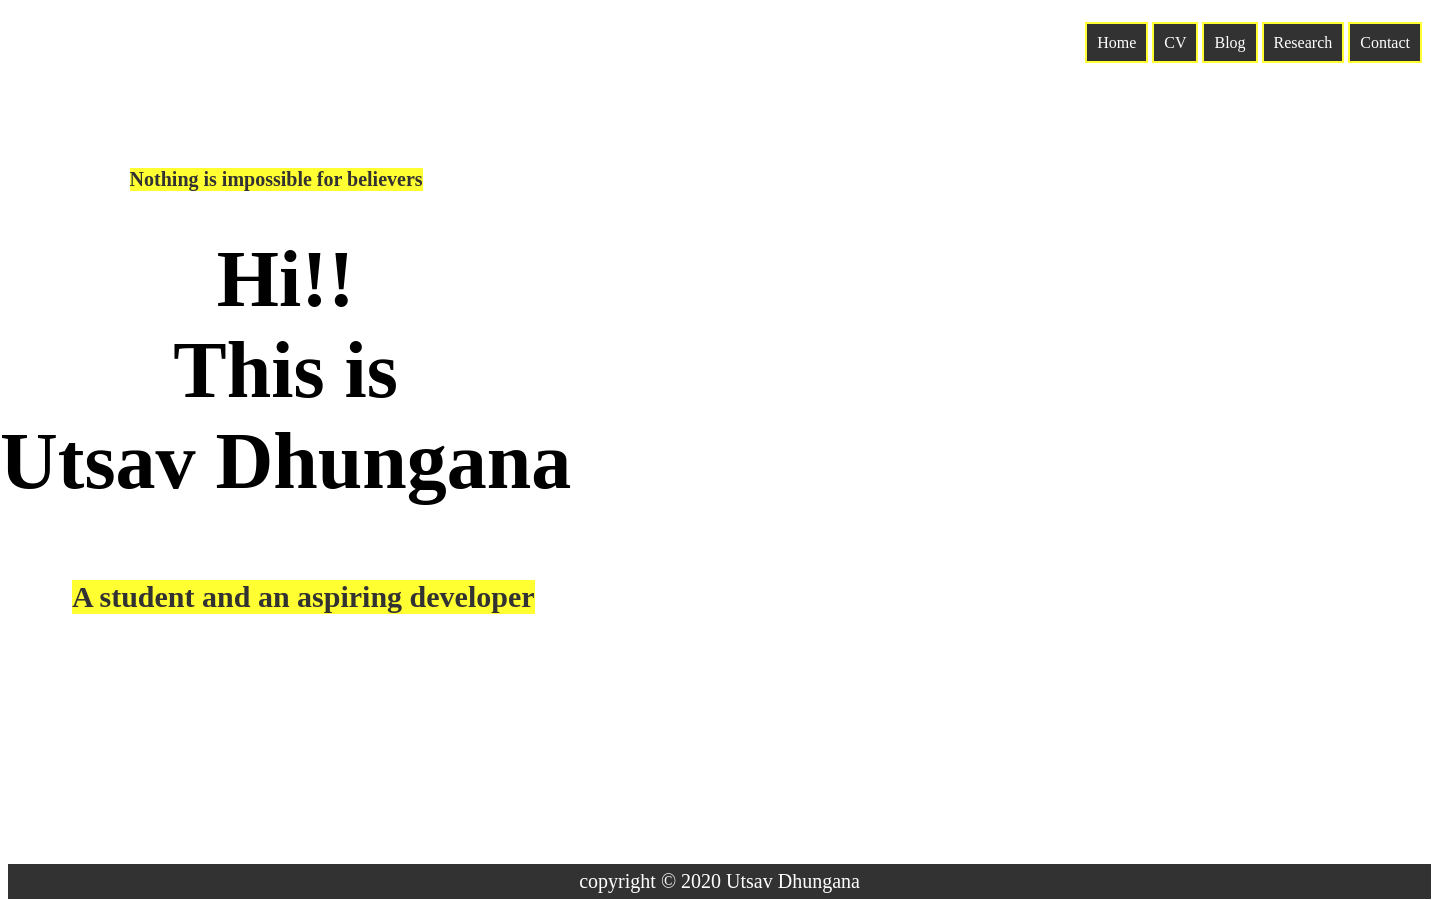 Home CV Blog Research Contact
Nothing is impossible for believers
Hi!!
This is
Utsav Dhungana
A student and an aspiring developer
copyright © 2020 Utsav Dhungana